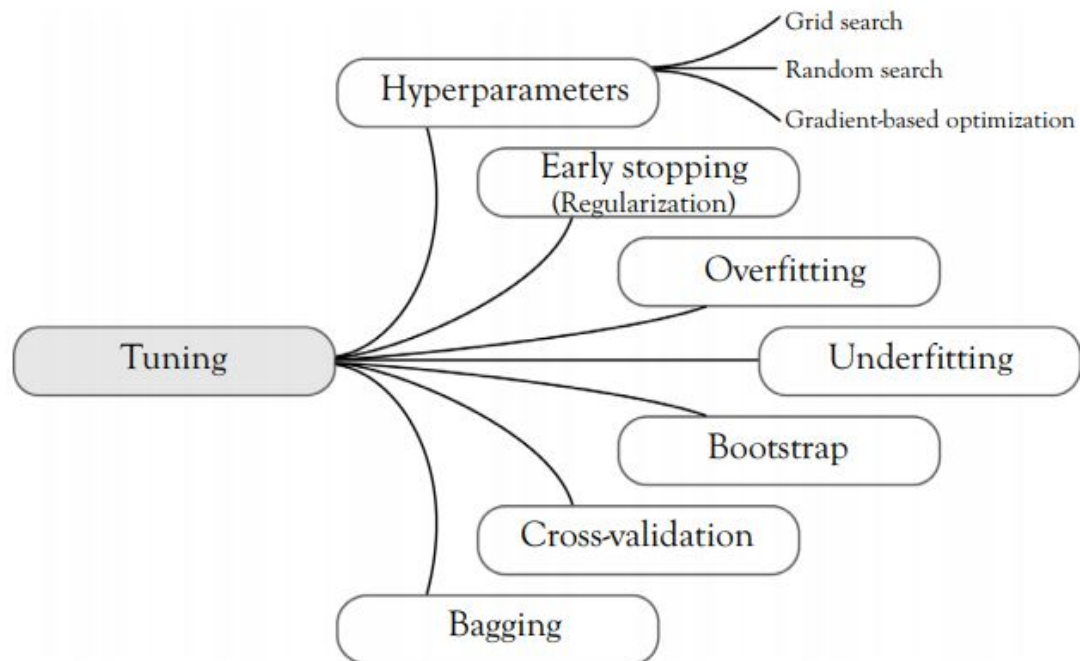 Grid search
Hyperparameters
Random search
Gradient-based optimization
Early stopping
(Regularization)
Overfitting
Tuning
Underfitting
Bootstrap
Cross-validation
Bagging